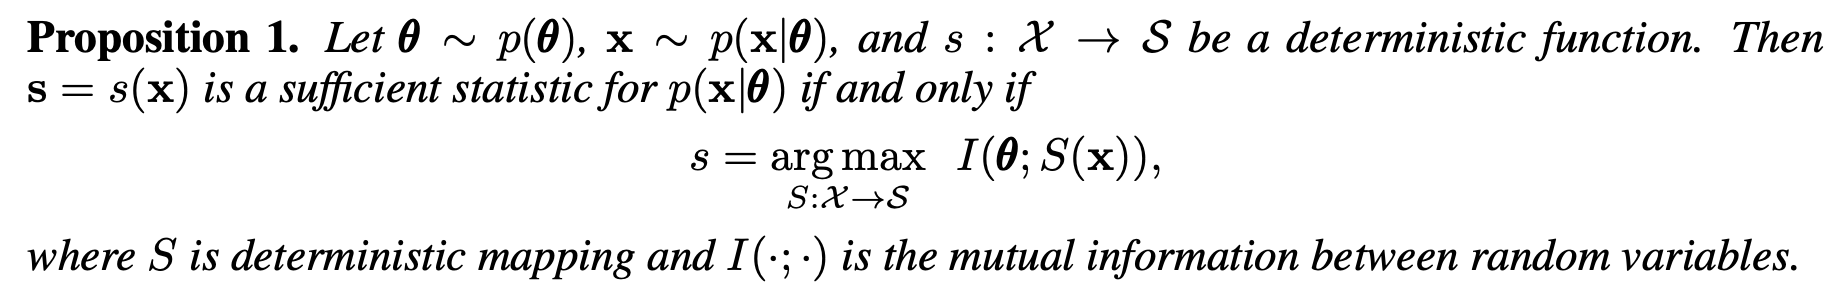 Proposition 1. Let θ ∼ p(θ), x ∼ p(x|θ), and s : 𝒳 → 𝒮 be a deterministic function. Then
s = s(x) is a sufficient statistic for p(x|θ) if and only if
s = arg max I(θ; S(x)),
S:𝒳→𝒮
where S is deterministic mapping and I(·; ·) is the mutual information between random variables.